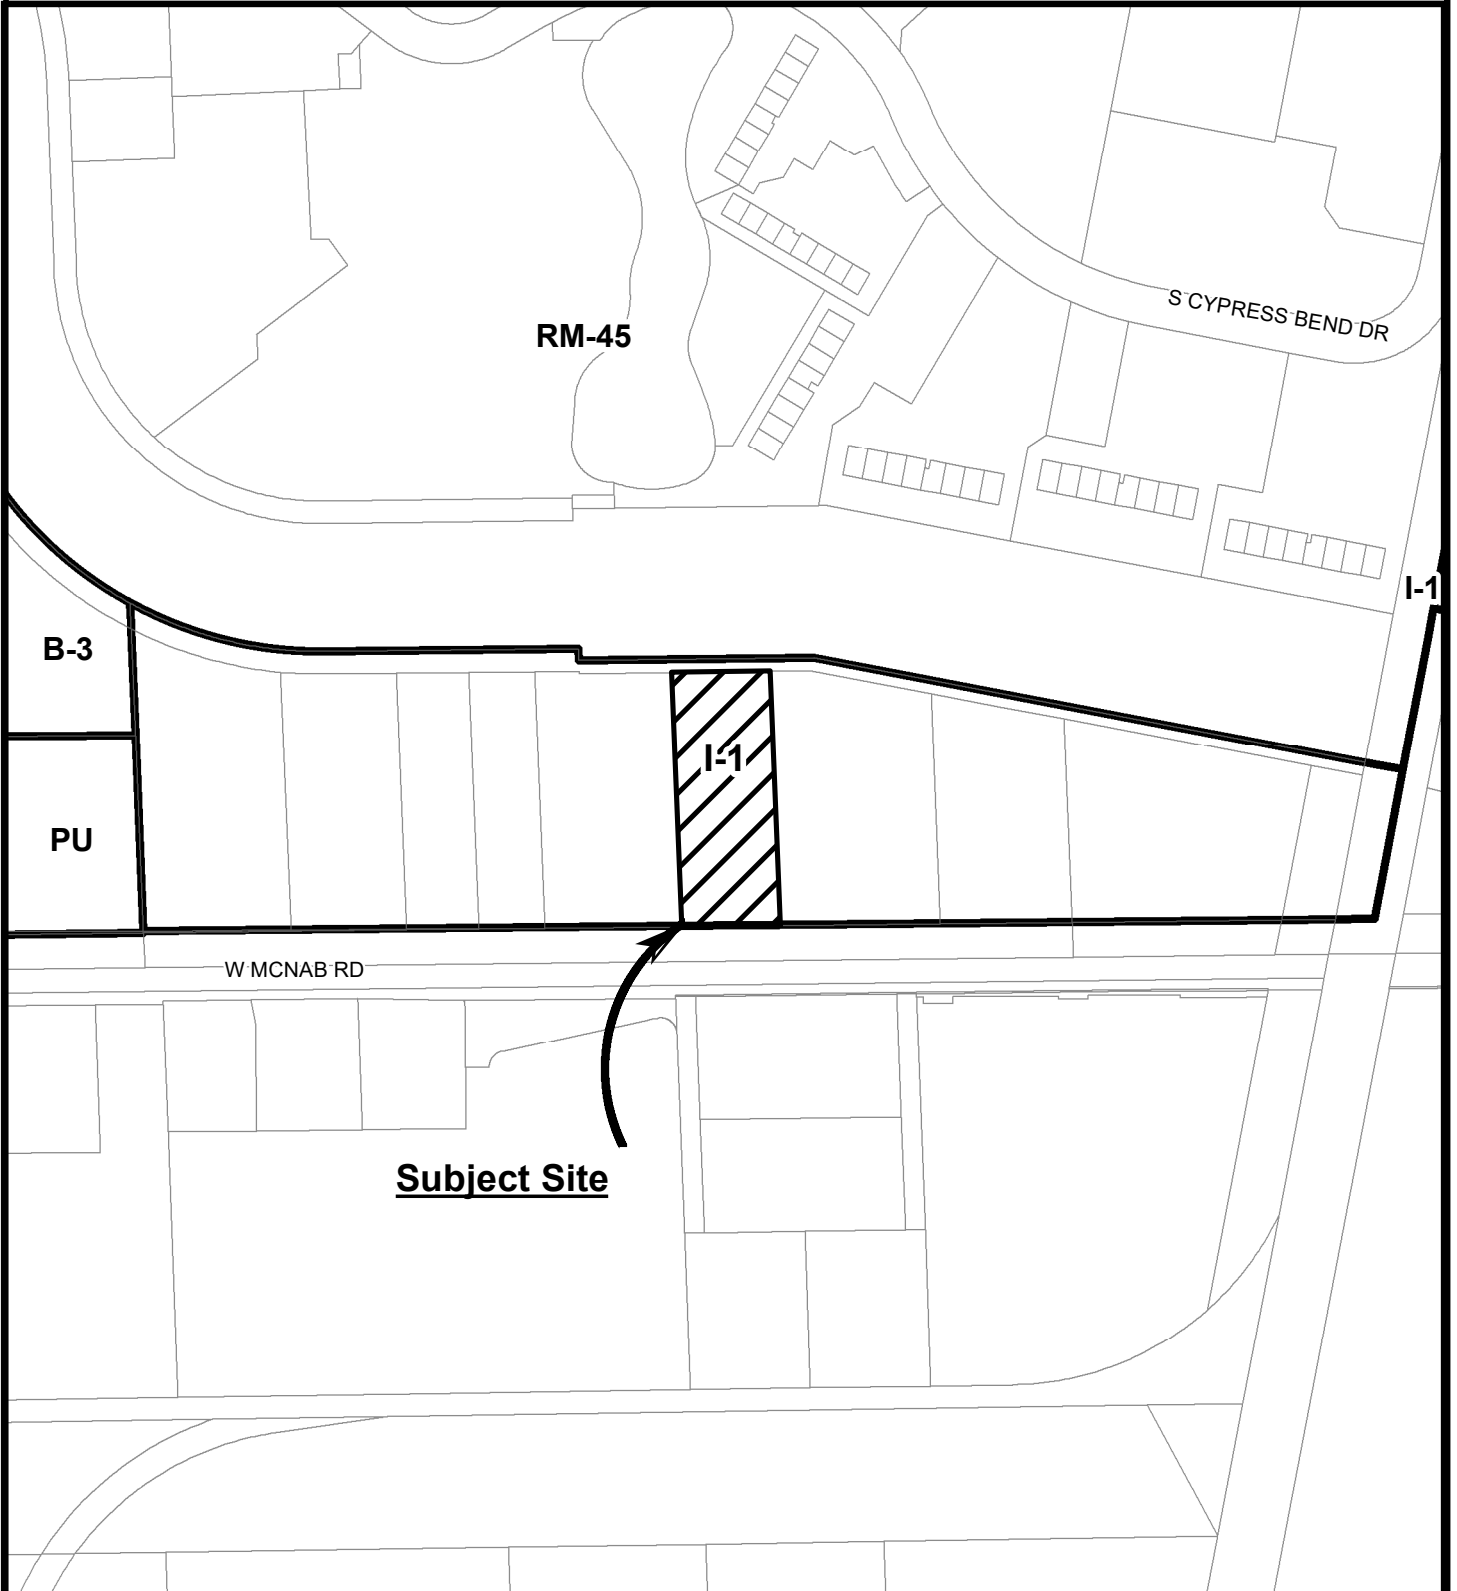 S CYPRESS BEND DR
RM-45
I-1
B-3
I-1
PU
W MCNAB RD
Subject Site